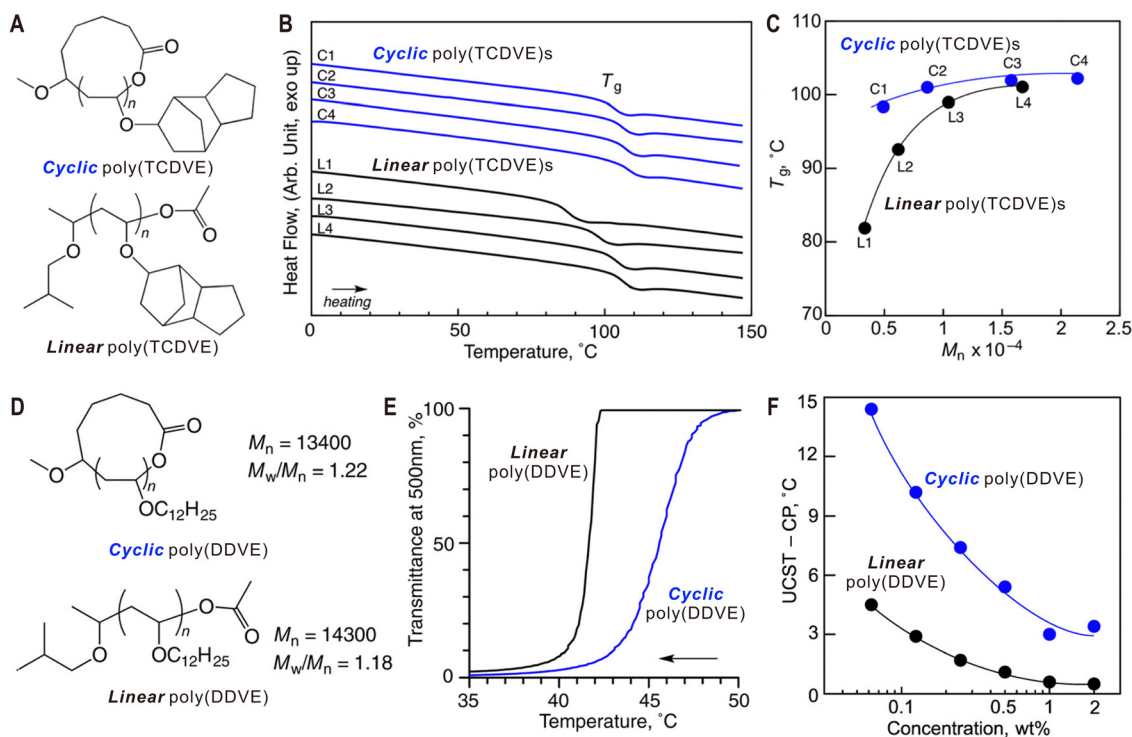 A
O
O
O
n
O
Cyclic poly(TCDVE)
n
O
O
O
O
Linear poly(TCDVE)
B
Cyclic poly(TCDVE)s
C1
C2
C3
C4
Tg
Linear poly(TCDVE)s
L1
L2
L3
L4
heating
Heat Flow, (Arb. Unit, exo up)
0
50
100
150
Temperature, ˚C
C
Cyclic poly(TCDVE)s
C1
C2
C3
C4
L1
L2
L3
L4
Linear poly(TCDVE)s
Tg, ˚C
110
100
90
80
70
0
0.5
1
1.5
2
2.5
Mn x 10⁻⁴
D
O
O
O
n
OC12H25
Mn = 13400
Mw/Mn = 1.22
Cyclic poly(DDVE)
n
O
O
O
OC12H25
Mn = 14300
Mw/Mn = 1.18
Linear poly(DDVE)
E
Linear
poly(DDVE)
Cyclic
poly(DDVE)
Transmittance at 500nm, %
100
50
0
35
40
45
50
Temperature, ˚C
F
Cyclic poly(DDVE)
Linear
poly(DDVE)
UCST – CP, ˚C
15
12
9
6
3
0
0.1
1
2
Concentration, wt%